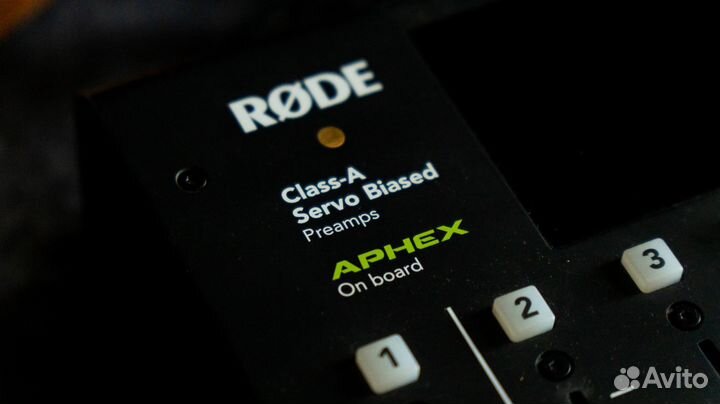 RØDE
Class-A
Servo Biased
Preamps
APHEX
On board
1
2
3
Avito